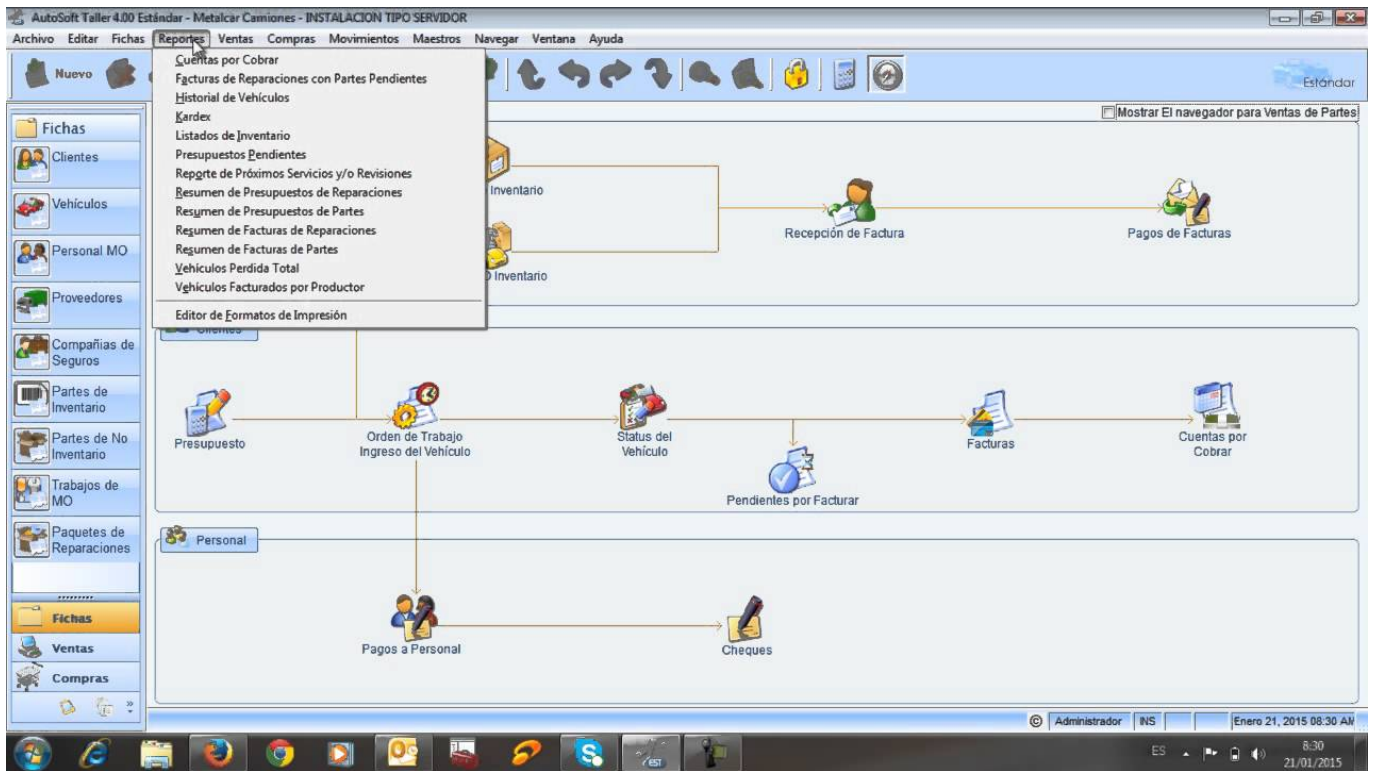 AutoSoft Taller 4.00 Estándar - Metalcar Camiones - INSTALACION TIPO SERVIDOR
Archivo Editar Fichas Reportes Ventas Compras Movimientos Maestros Navegar Ventana Ayuda
Nuevo
Estándar
Cuentas por Cobrar
Facturas de Reparaciones con Partes Pendientes
Historial de Vehículos
Kardex
Listados de Inventario
Presupuestos Pendientes
Reporte de Próximos Servicios y/o Revisiones
Resumen de Presupuestos de Reparaciones
Resumen de Presupuestos de Partes
Resumen de Facturas de Reparaciones
Resumen de Facturas de Partes
Vehículos Perdida Total
Vehículos Facturados por Productor
Editor de Formatos de Impresión
Mostrar El navegador para Ventas de Partes
Fichas
Clientes
Vehículos
Personal MO
Proveedores
Compañias de
Seguros
Partes de
Inventario
Partes de No
Inventario
Trabajos de
MO
Paquetes de
Reparaciones
Fichas
Ventas
Compras
Inventario
Inventario
Recepción de Factura
Pagos de Facturas
Clientes
Presupuesto
Orden de Trabajo
Ingreso del Vehículo
Status del
Vehículo
Pendientes por Facturar
Facturas
Cuentas por
Cobrar
Personal
Pagos a Personal
Cheques
© Administrador INS Enero 21, 2015 08:30 AM
EST
ES
8:30
21/01/2015